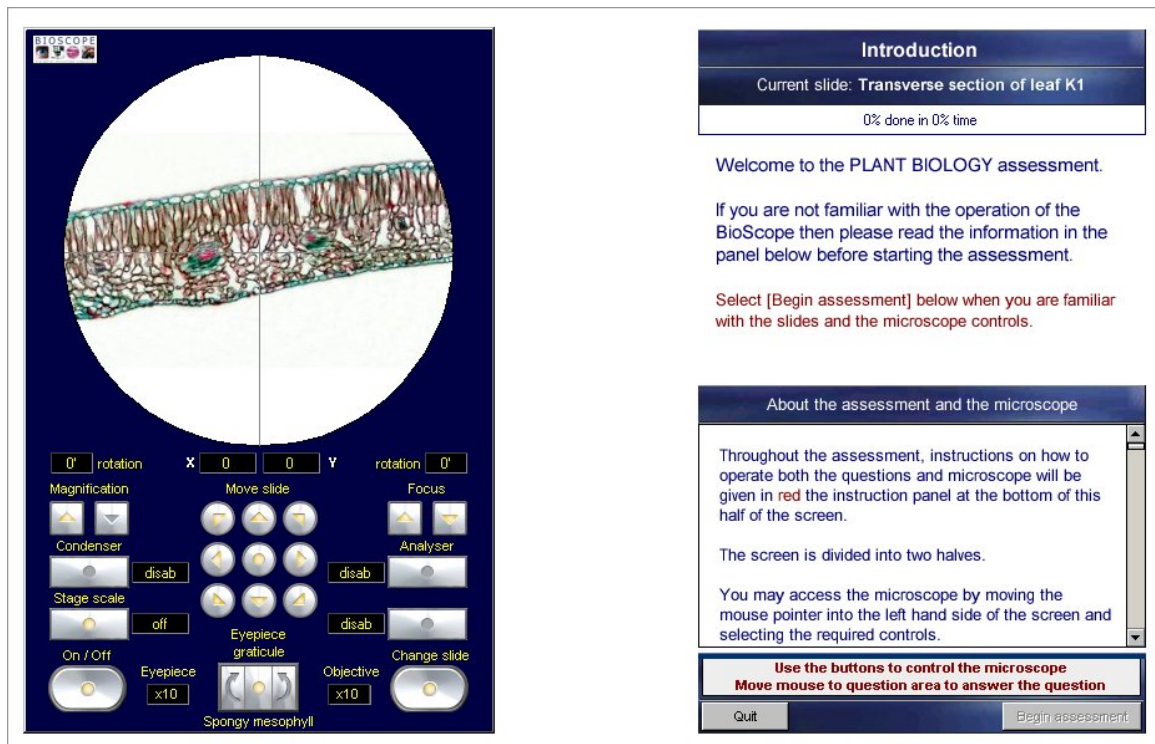 BIOSCOPE
0' rotation X 0 0 Y rotation 0'
Magnification Move slide Focus
Condenser Analyser
disab disab
Stage scale
off disab
Eyepiece
graticule
On / Off Change slide
Eyepiece Objective
x10 x10
Spongy mesophyll
Introduction
Current slide: Transverse section of leaf K1
0% done in 0% time
Welcome to the PLANT BIOLOGY assessment.
If you are not familiar with the operation of the
BioScope then please read the information in the
panel below before starting the assessment.
Select [Begin assessment] below when you are familiar
with the slides and the microscope controls.
About the assessment and the microscope
Throughout the assessment, instructions on how to
operate both the questions and microscope will be
given in red the instruction panel at the bottom of this
half of the screen.
The screen is divided into two halves.
You may access the microscope by moving the
mouse pointer into the left hand side of the screen and
selecting the required controls.
Use the buttons to control the microscope
Move mouse to question area to answer the question
Quit Begin assessment